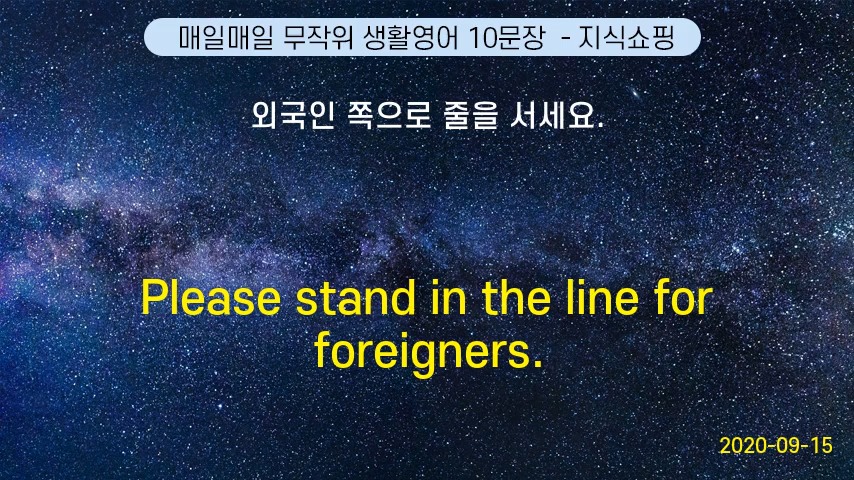 매일매일 무작위 생활영어 10문장 - 지식쇼핑
외국인 쪽으로 줄을 서세요.
Please stand in the line for
foreigners.
2020-09-15